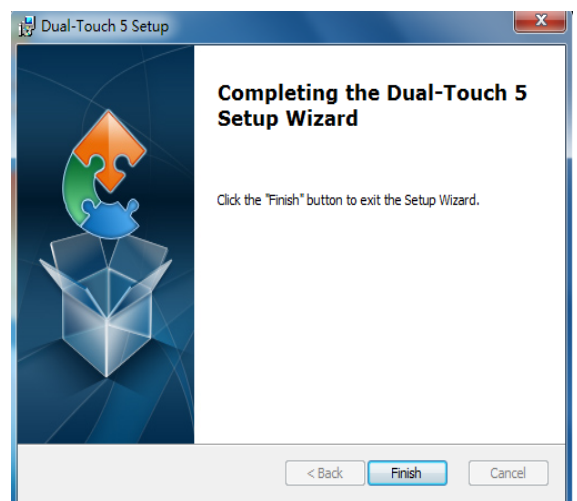 Dual-Touch 5 Setup
Completing the Dual-Touch 5
Setup Wizard
Click the "Finish" button to exit the Setup Wizard.
< Back Finish Cancel